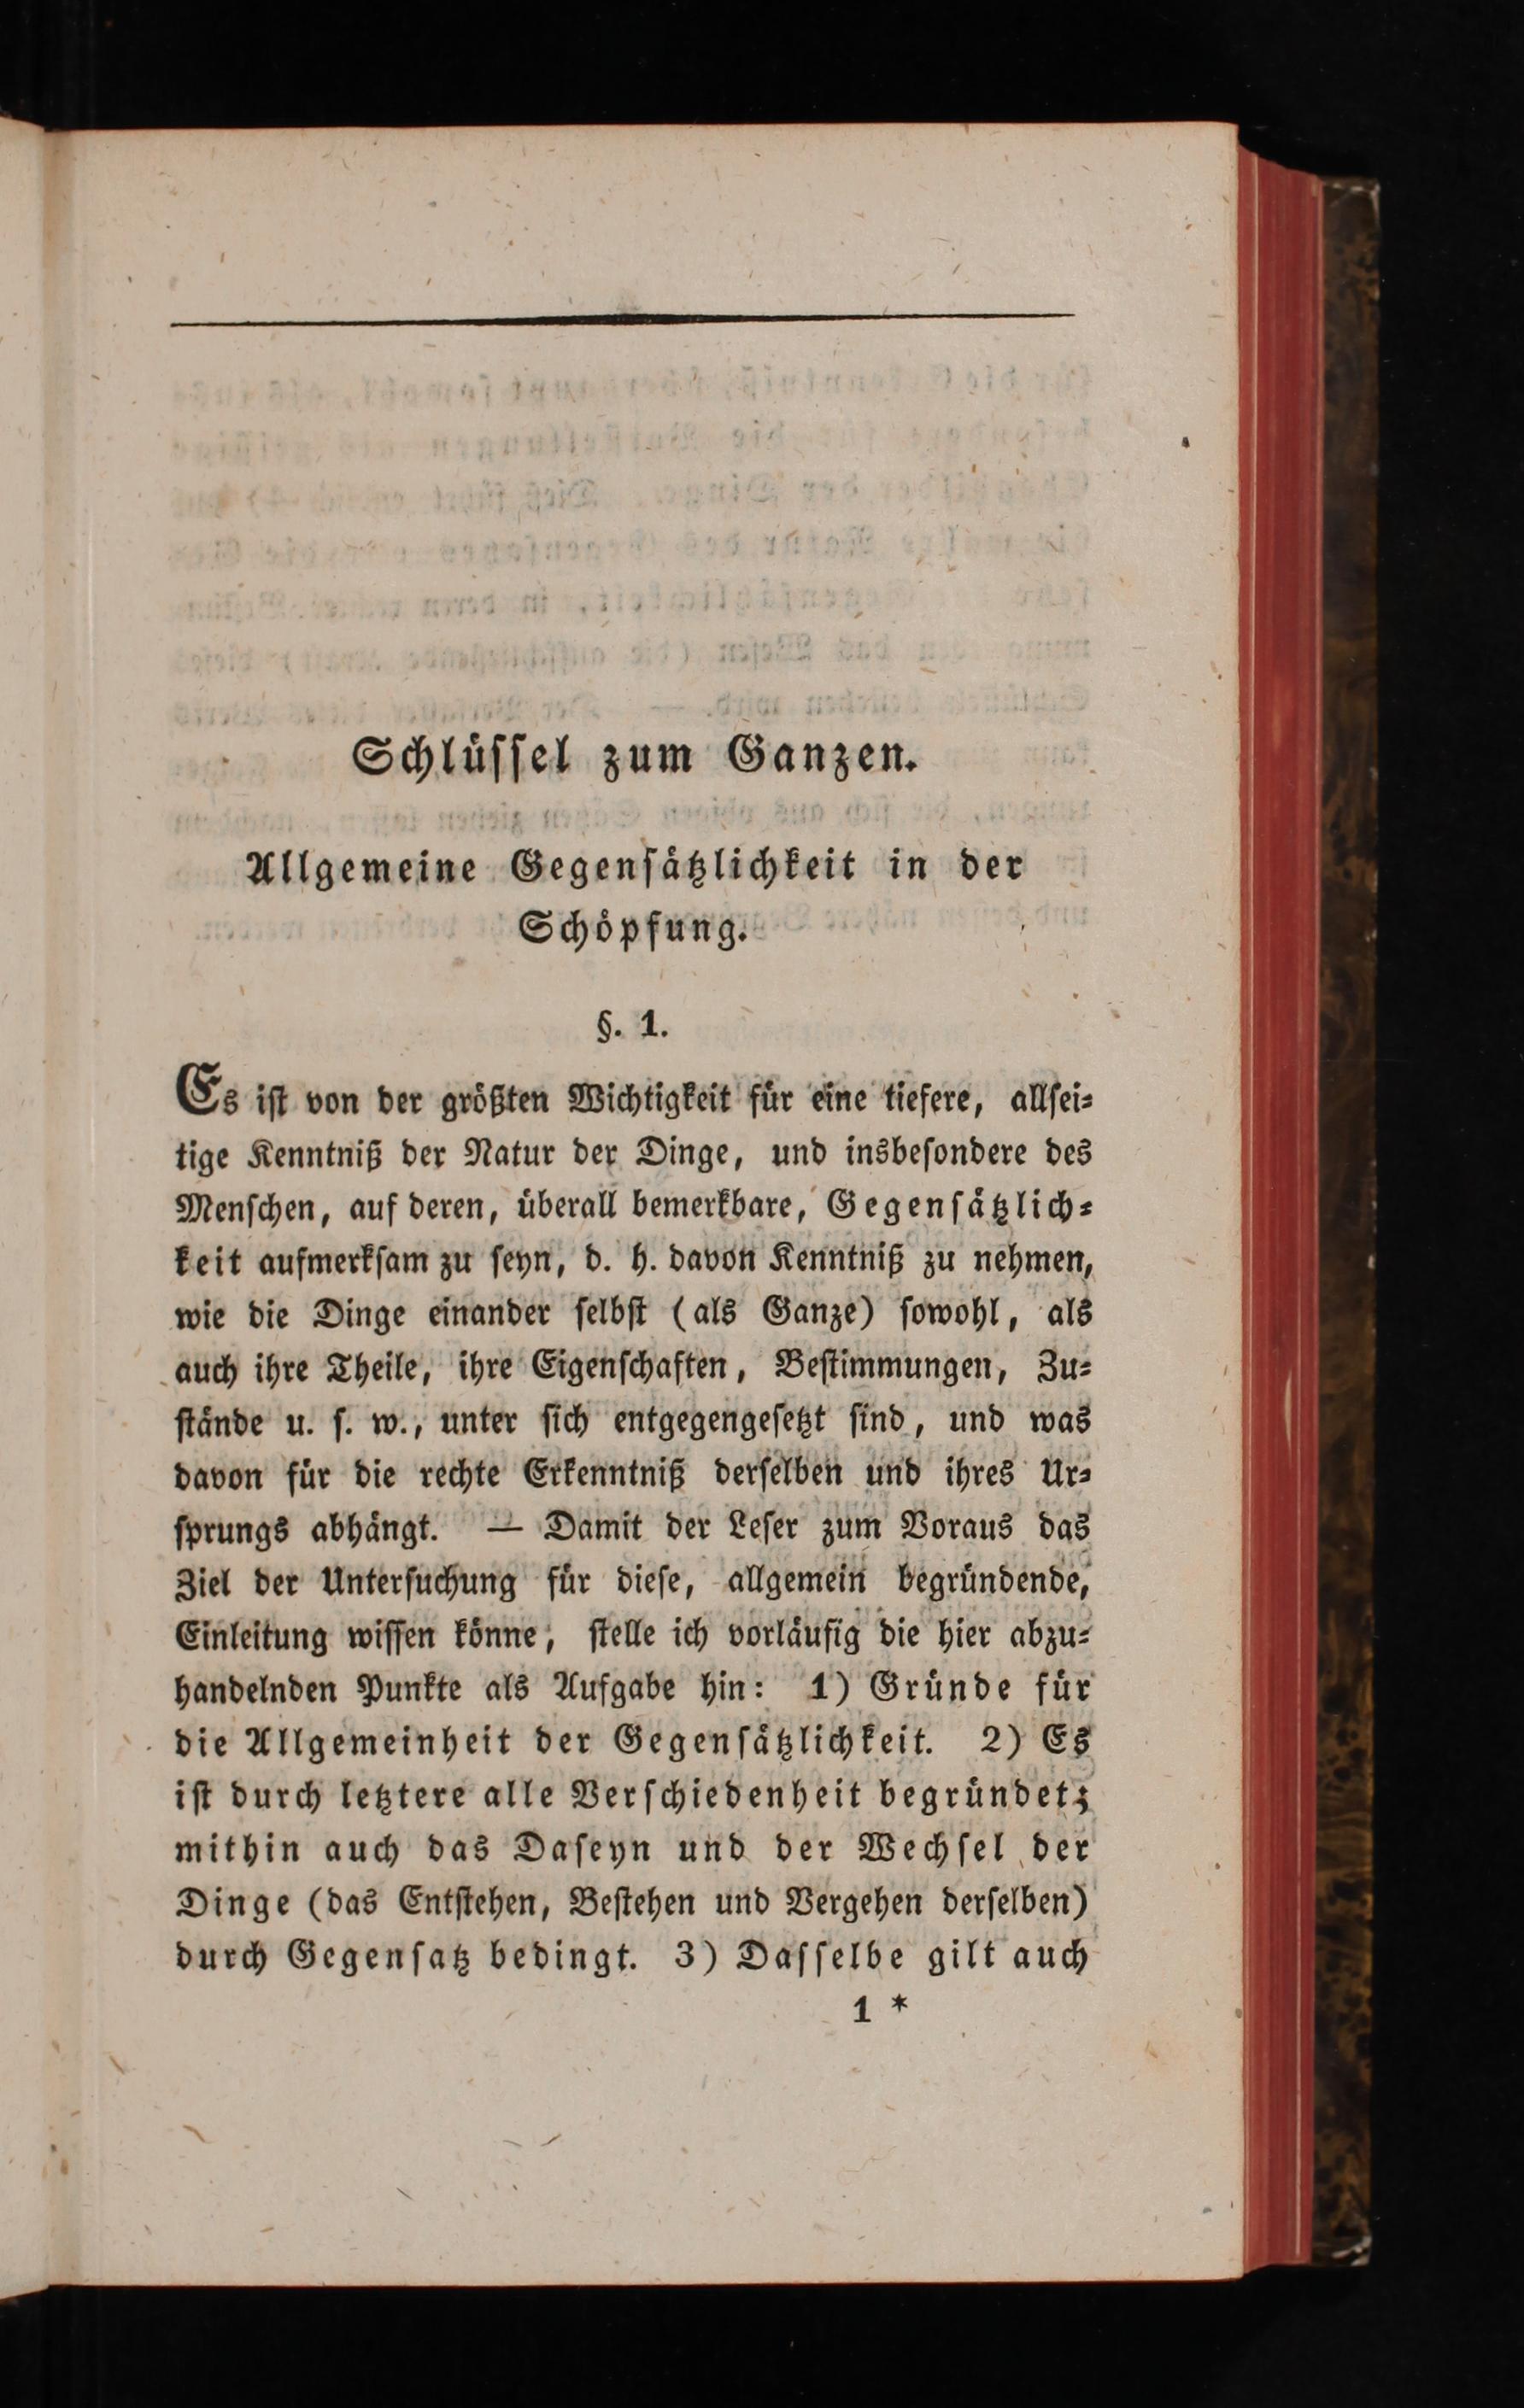 Schlüssel zum Ganzen.
Allgemeine Gegensätzlichkeit in der
Schöpfung.
§. 1.
Es ist von der größten Wichtigkeit für eine tiefere, allsei-
tige Kenntniß der Natur der Dinge, und insbesondere des
Menschen, auf deren, überall bemerkbare, Gegensätzlich-
keit aufmerksam zu seyn, d. h. davon Kenntniß zu nehmen,
wie die Dinge einander selbst (als Ganze) sowohl, als
auch ihre Theile, ihre Eigenschaften, Bestimmungen, Zu-
stände u. s. w., unter sich entgegengesetzt sind, und was
davon für die rechte Erkenntniß derselben und ihres Ur-
sprungs abhängt. — Damit der Leser zum Voraus das
Ziel der Untersuchung für diese, allgemein begründende,
Einleitung wissen könne, stelle ich vorläufig die hier abzu-
handelnden Punkte als Aufgabe hin: 1) Gründe für
die Allgemeinheit der Gegensätzlichkeit. 2) Es
ist durch letztere alle Verschiedenheit begründet;
mithin auch das Daseyn und der Wechsel der
Dinge (das Entstehen, Bestehen und Vergehen derselben)
durch Gegensatz bedingt. 3) Dasselbe gilt auch
1 *